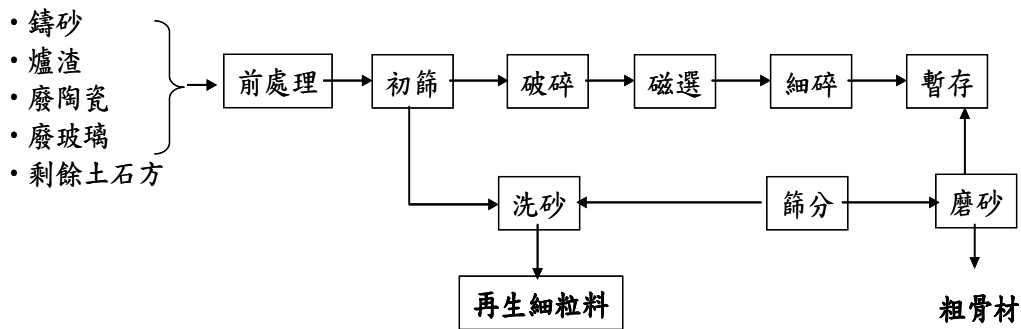 ・鑄砂
・爐渣
・廢陶瓷
・廢玻璃
・剩餘土石方
前處理
初篩
破碎
磁選
細碎
暫存
洗砂
篩分
磨砂
再生細粒料
粗骨材